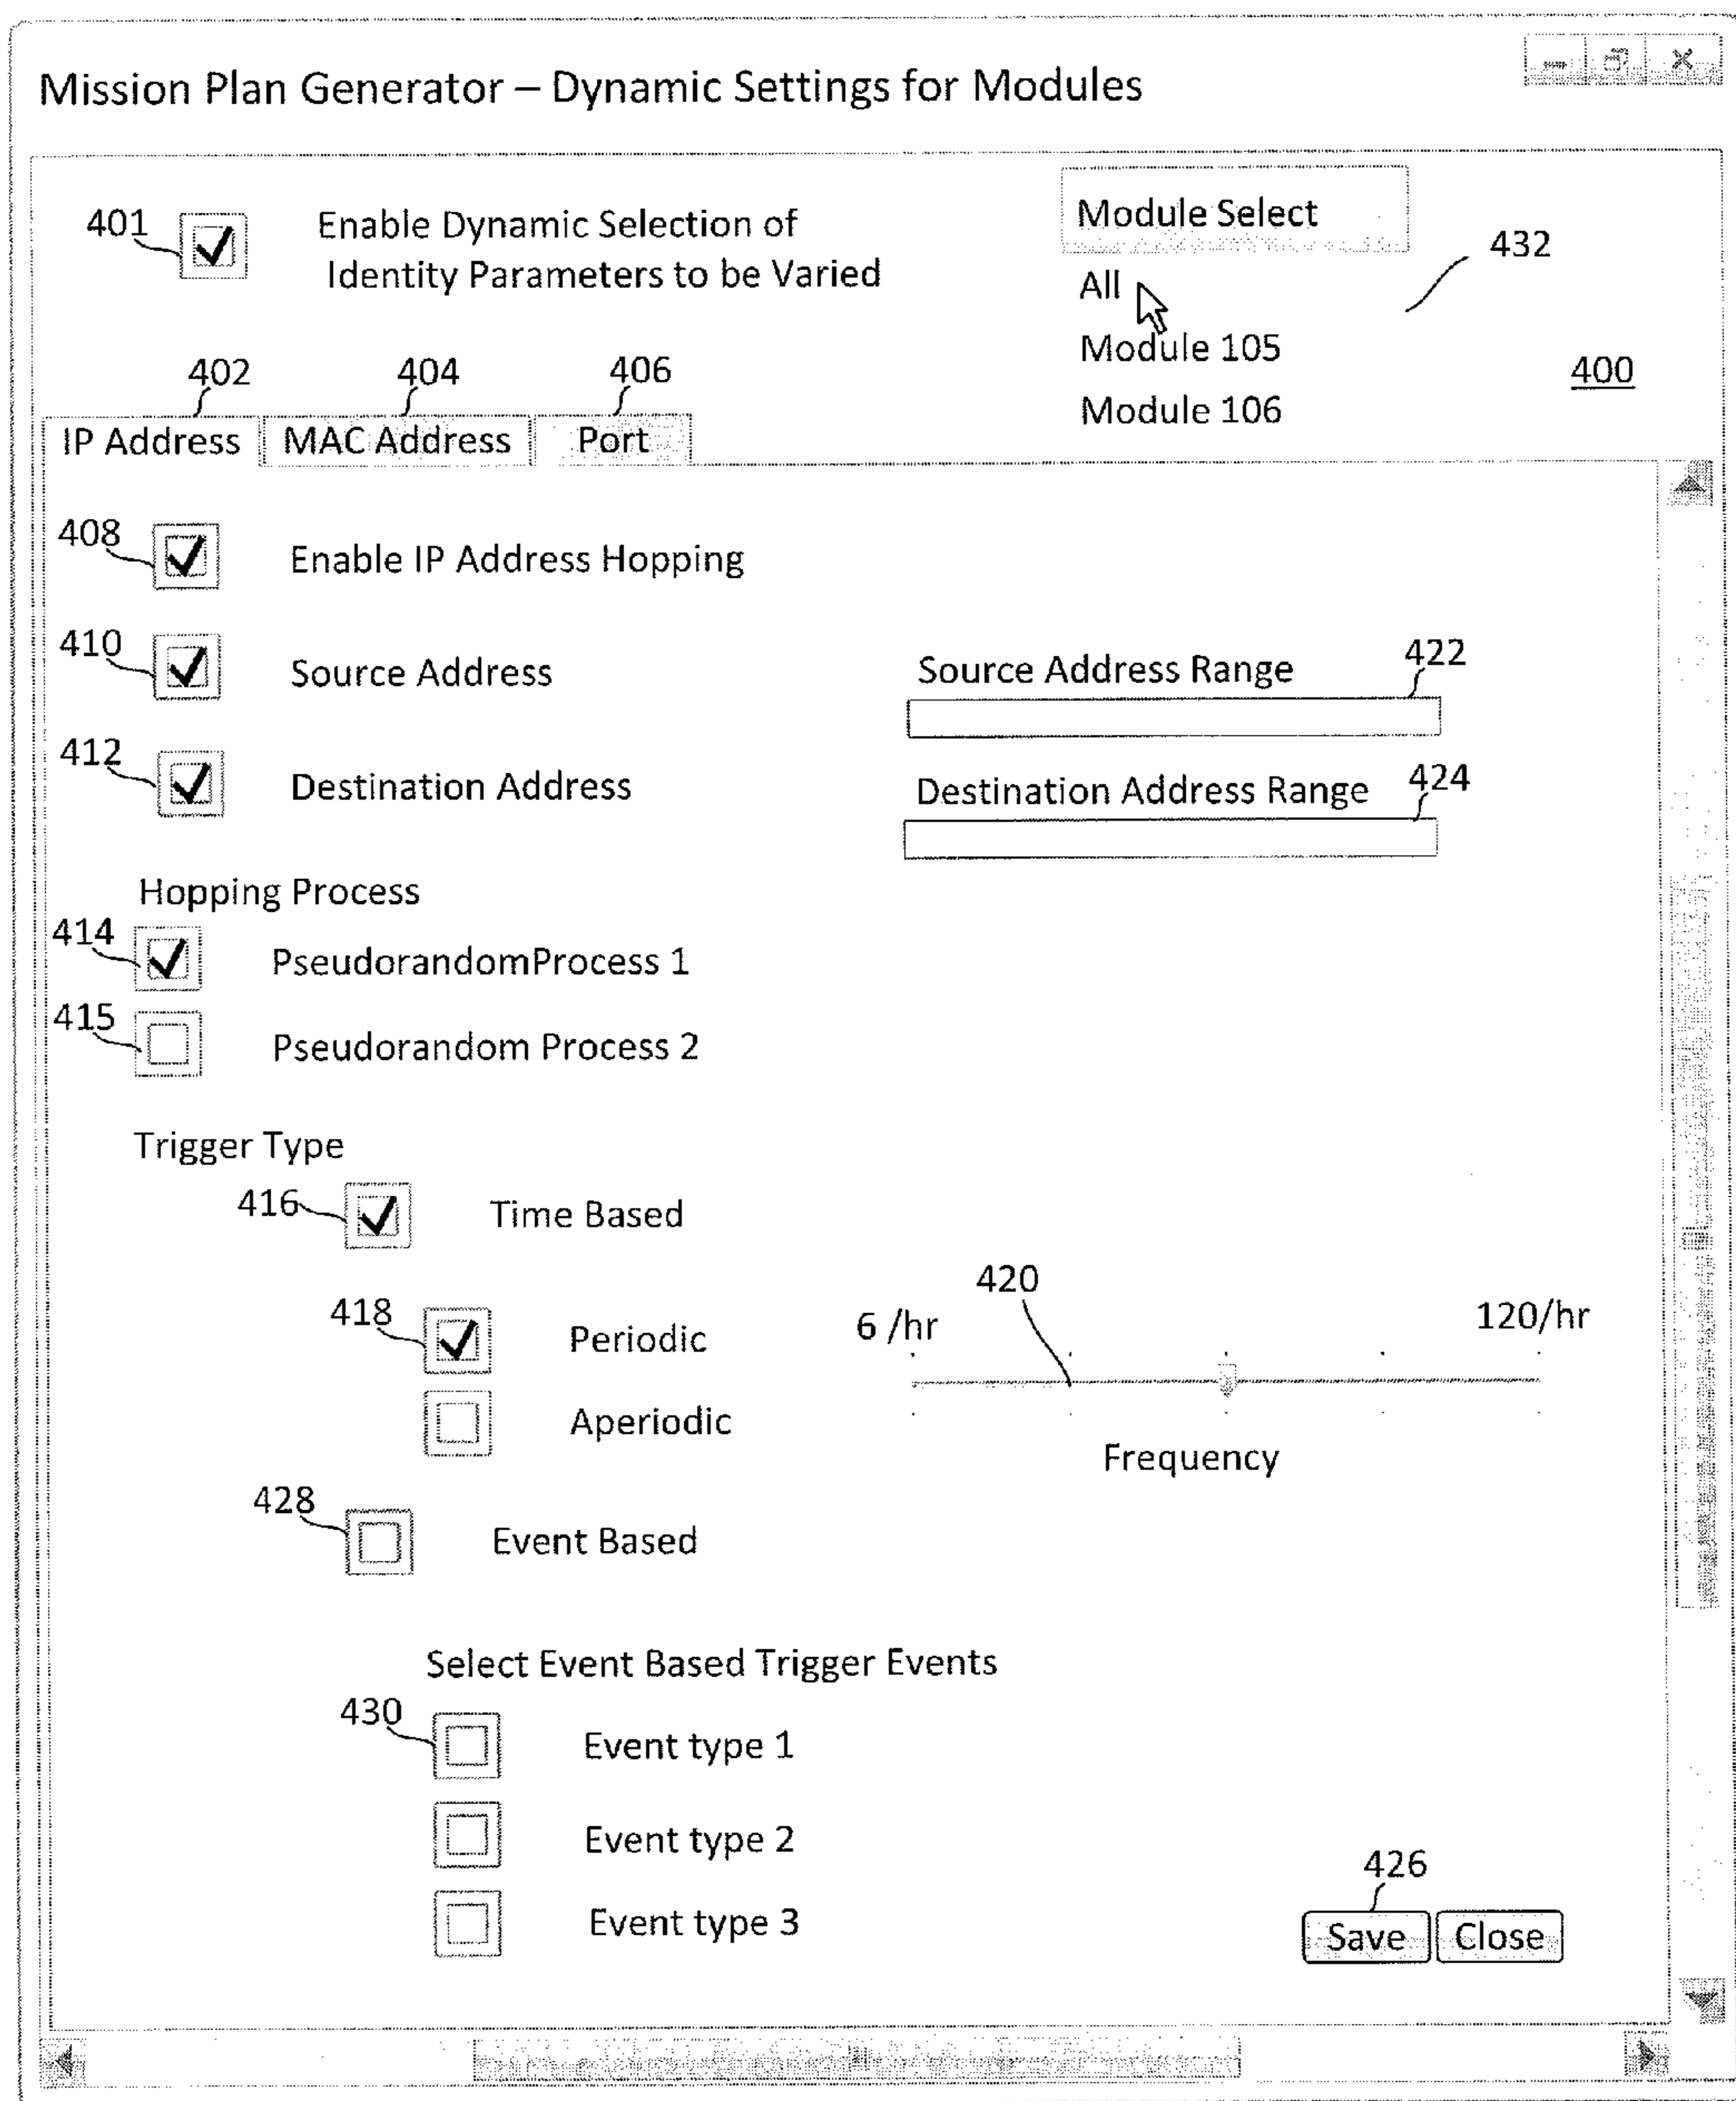 Mission Plan Generator – Dynamic Settings for Modules
401
Enable Dynamic Selection of
Identity Parameters to be Varied
Module Select
All
Module 105
Module 106
432
400
402
404
406
IP Address
MAC Address
Port
408
Enable IP Address Hopping
410
Source Address
Source Address Range
422
412
Destination Address
Destination Address Range
424
Hopping Process
414
PseudorandomProcess 1
415
Pseudorandom Process 2
Trigger Type
416
Time Based
418
Periodic
6 /hr
420
120/hr
Aperiodic
Frequency
428
Event Based
Select Event Based Trigger Events
430
Event type 1
Event type 2
Event type 3
426
Save
Close